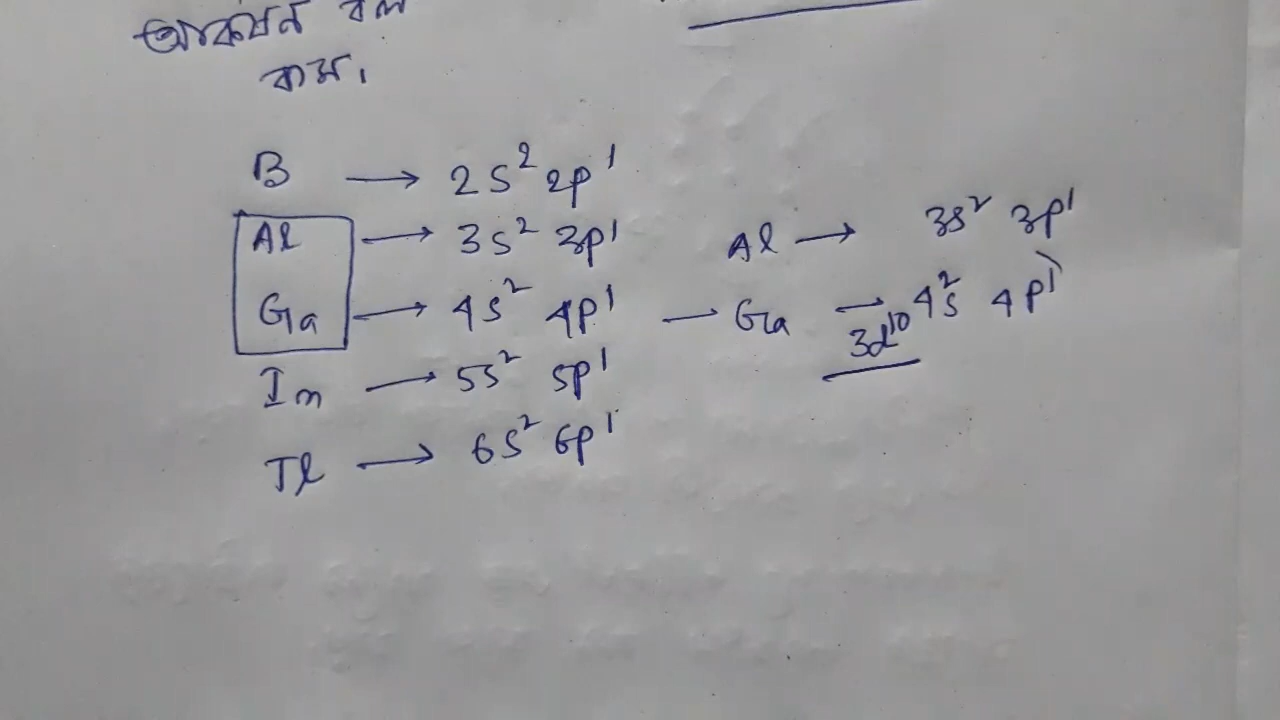 আকর্ষন বল
কম।
B → 2s² 2p¹
Al → 3s² 3p¹ Al → 3s² 3p¹
Ga → 4s² 4p¹ — Ga → 3d¹⁰ 4s² 4p¹
In → 5s² 5p¹
Tl → 6s² 6p¹